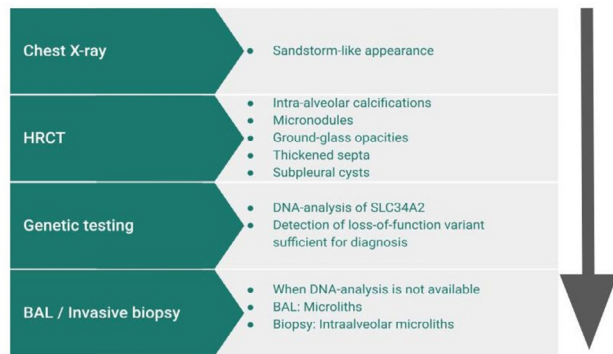 Chest X-ray
• Sandstorm-like appearance
HRCT
• Intra-alveolar calcifications
• Micronodules
• Ground-glass opacities
• Thickened septa
• Subpleural cysts
Genetic testing
• DNA-analysis of SLC34A2
• Detection of loss-of-function variant
sufficient for diagnosis
BAL / Invasive biopsy
• When DNA-analysis is not available
• BAL: Microliths
• Biopsy: Intraalveolar microliths